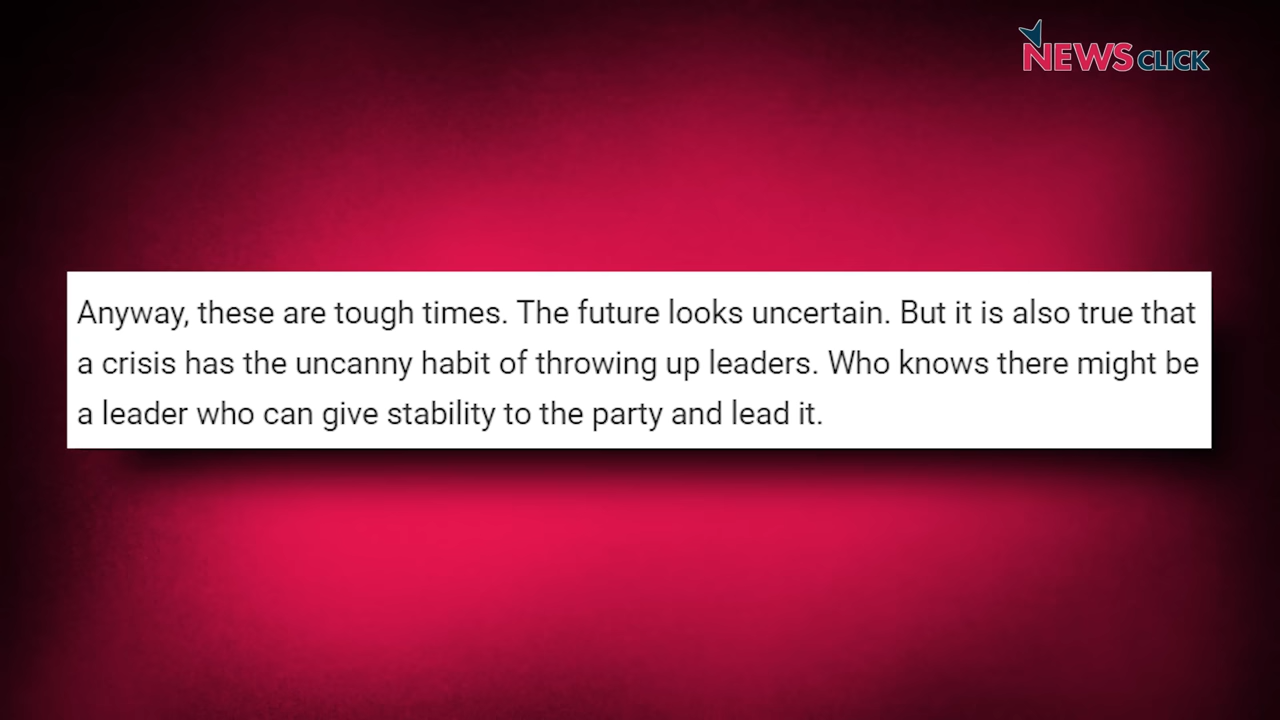 NEWSCLICK
Anyway, these are tough times. The future looks uncertain. But it is also true that
a crisis has the uncanny habit of throwing up leaders. Who knows there might be
a leader who can give stability to the party and lead it.